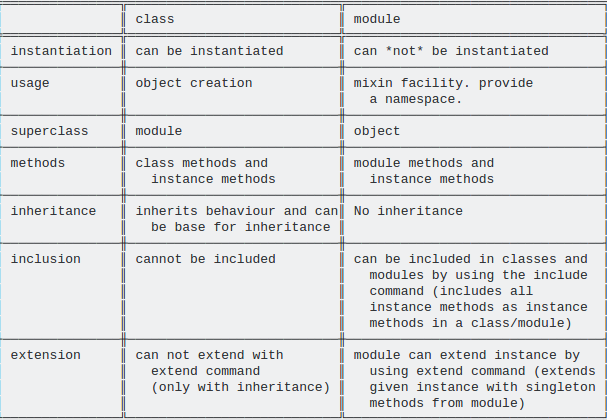 class module
instantiation can be instantiated can *not* be instantiated
usage object creation mixin facility. provide
a namespace.
superclass module object
methods class methods and module methods and
instance methods instance methods
inheritance inherits behaviour and can No inheritance
be base for inheritance
inclusion cannot be included can be included in classes and
modules by using the include
command (includes all
instance methods as instance
methods in a class/module)
extension can not extend with module can extend instance by
extend command using extend command (extends
(only with inheritance) given instance with singleton
methods from module)